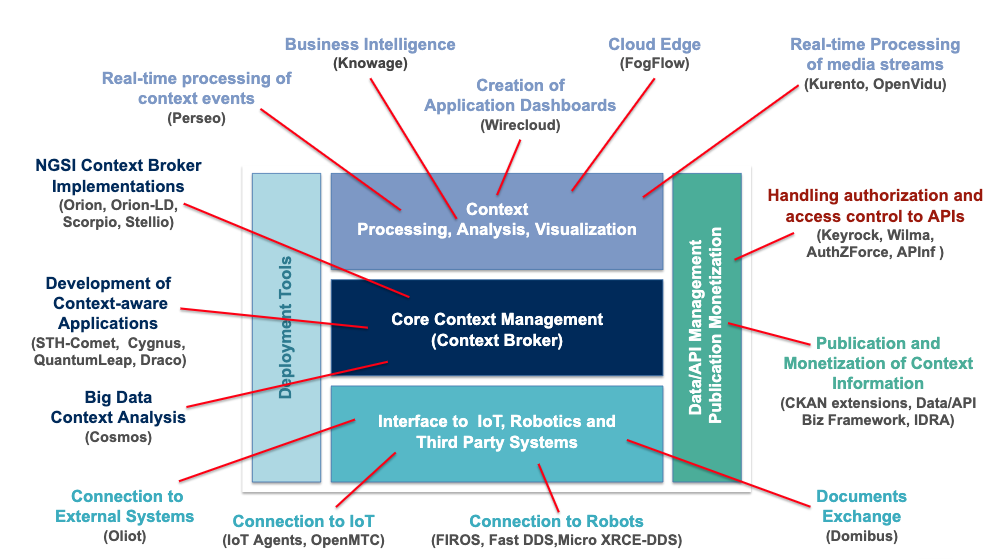 Business Intelligence
(Knowage)
Cloud Edge
(FogFlow)
Real-time Processing
of media streams
(Kurento, OpenVidu)
Real-time processing of
context events
(Perseo)
Creation of
Application Dashboards
(Wirecloud)
NGSI Context Broker
Implementations
(Orion, Orion-LD,
Scorpio, Stellio)
Development of
Context-aware
Applications
(STH-Comet, Cygnus,
QuantumLeap, Draco)
Big Data
Context Analysis
(Cosmos)
Deployment Tools
Context
Processing, Analysis, Visualization
Core Context Management
(Context Broker)
Interface to IoT, Robotics and
Third Party Systems
Data/API Management
Publication Monetization
Handling authorization and
access control to APIs
(Keyrock, Wilma,
AuthZForce, APInf )
Publication and
Monetization of Context
Information
(CKAN extensions, Data/API
Biz Framework, IDRA)
Connection to
External Systems
(Oliot)
Connection to IoT
(IoT Agents, OpenMTC)
Connection to Robots
(FIROS, Fast DDS,Micro XRCE-DDS)
Documents
Exchange
(Domibus)